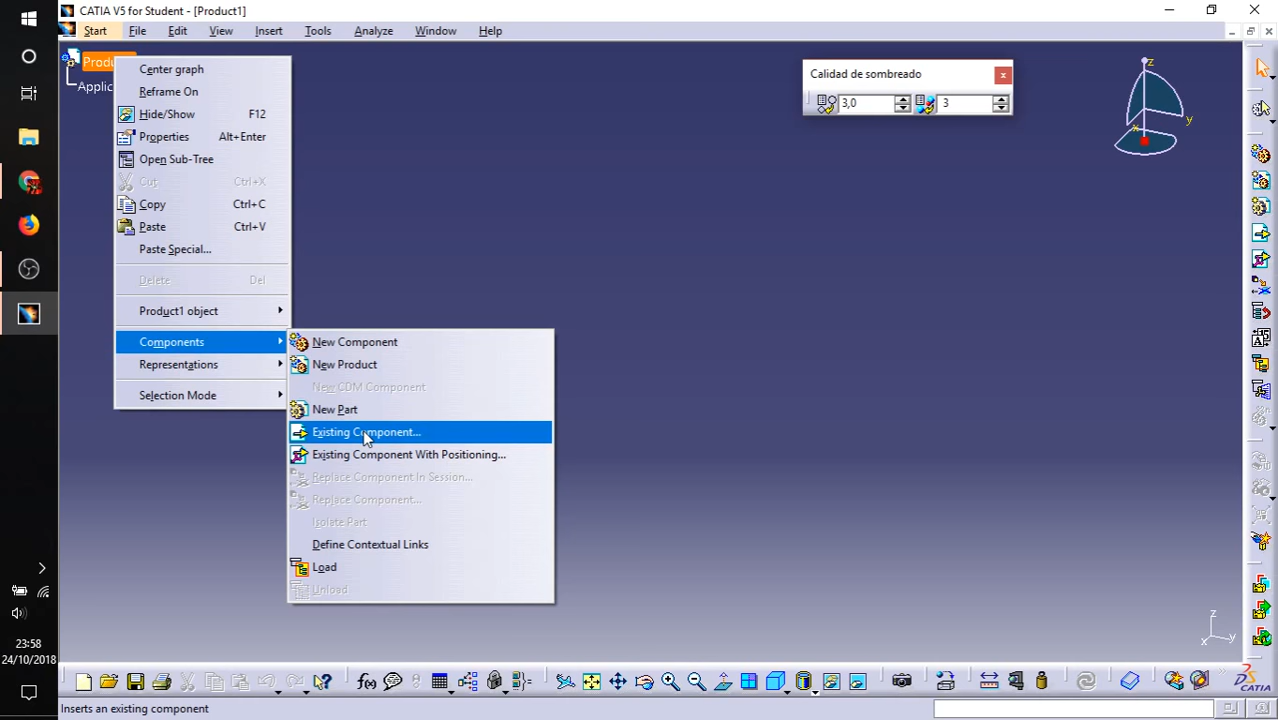 CATIA V5 for Student - [Product1]
Start File Edit View Insert Tools Analyze Window Help
Produ
Applic
Center graph
Reframe On
Hide/Show F12
Properties Alt+Enter
Open Sub-Tree
Cut Ctrl+X
Copy Ctrl+C
Paste Ctrl+V
Paste Special...
Delete Del
Product1 object
Components
Representations
Selection Mode
New Component
New Product
New CDM Component
New Part
Existing Component...
Existing Component With Positioning...
Replace Component In Session...
Replace Component...
Isolate Part
Define Contextual Links
Load
Unload
Calidad de sombreado
3,0 3
z
y
x
z
x y
23:58
24/10/2018
f(x)
CATIA
Inserts an existing component